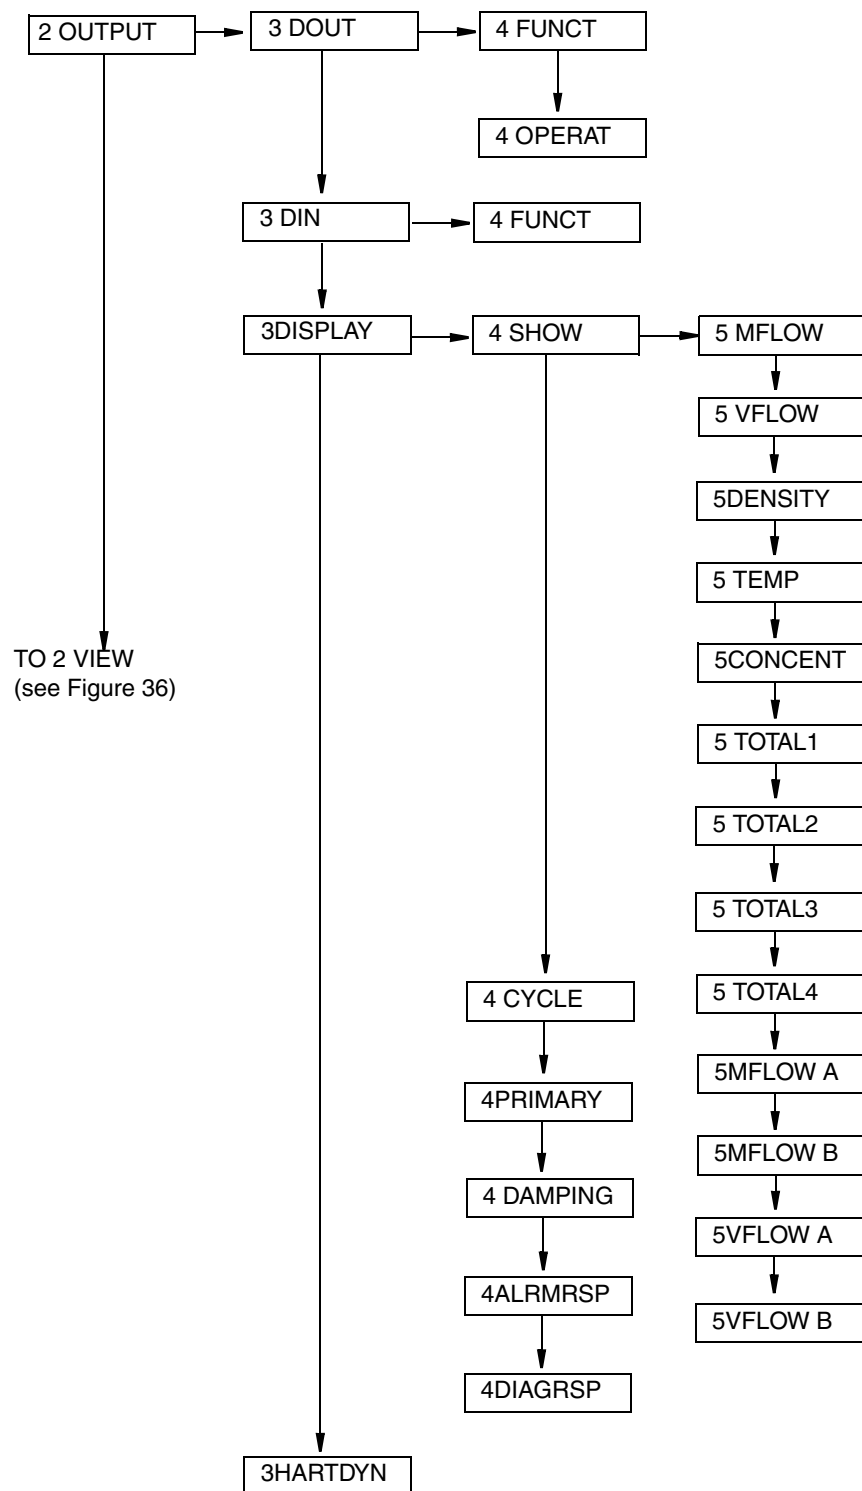 2 OUTPUT
3 DOUT
4 FUNCT
4 OPERAT
3 DIN
4 FUNCT
3DISPLAY
4 SHOW
5 MFLOW
5 VFLOW
5DENSITY
5 TEMP
TO 2 VIEW
(see Figure 36)
5CONCENT
5 TOTAL1
5 TOTAL2
5 TOTAL3
5 TOTAL4
4 CYCLE
5MFLOW A
4PRIMARY
5MFLOW B
4 DAMPING
5VFLOW A
4ALRMRSP
5VFLOW B
4DIAGRSP
3HARTDYN